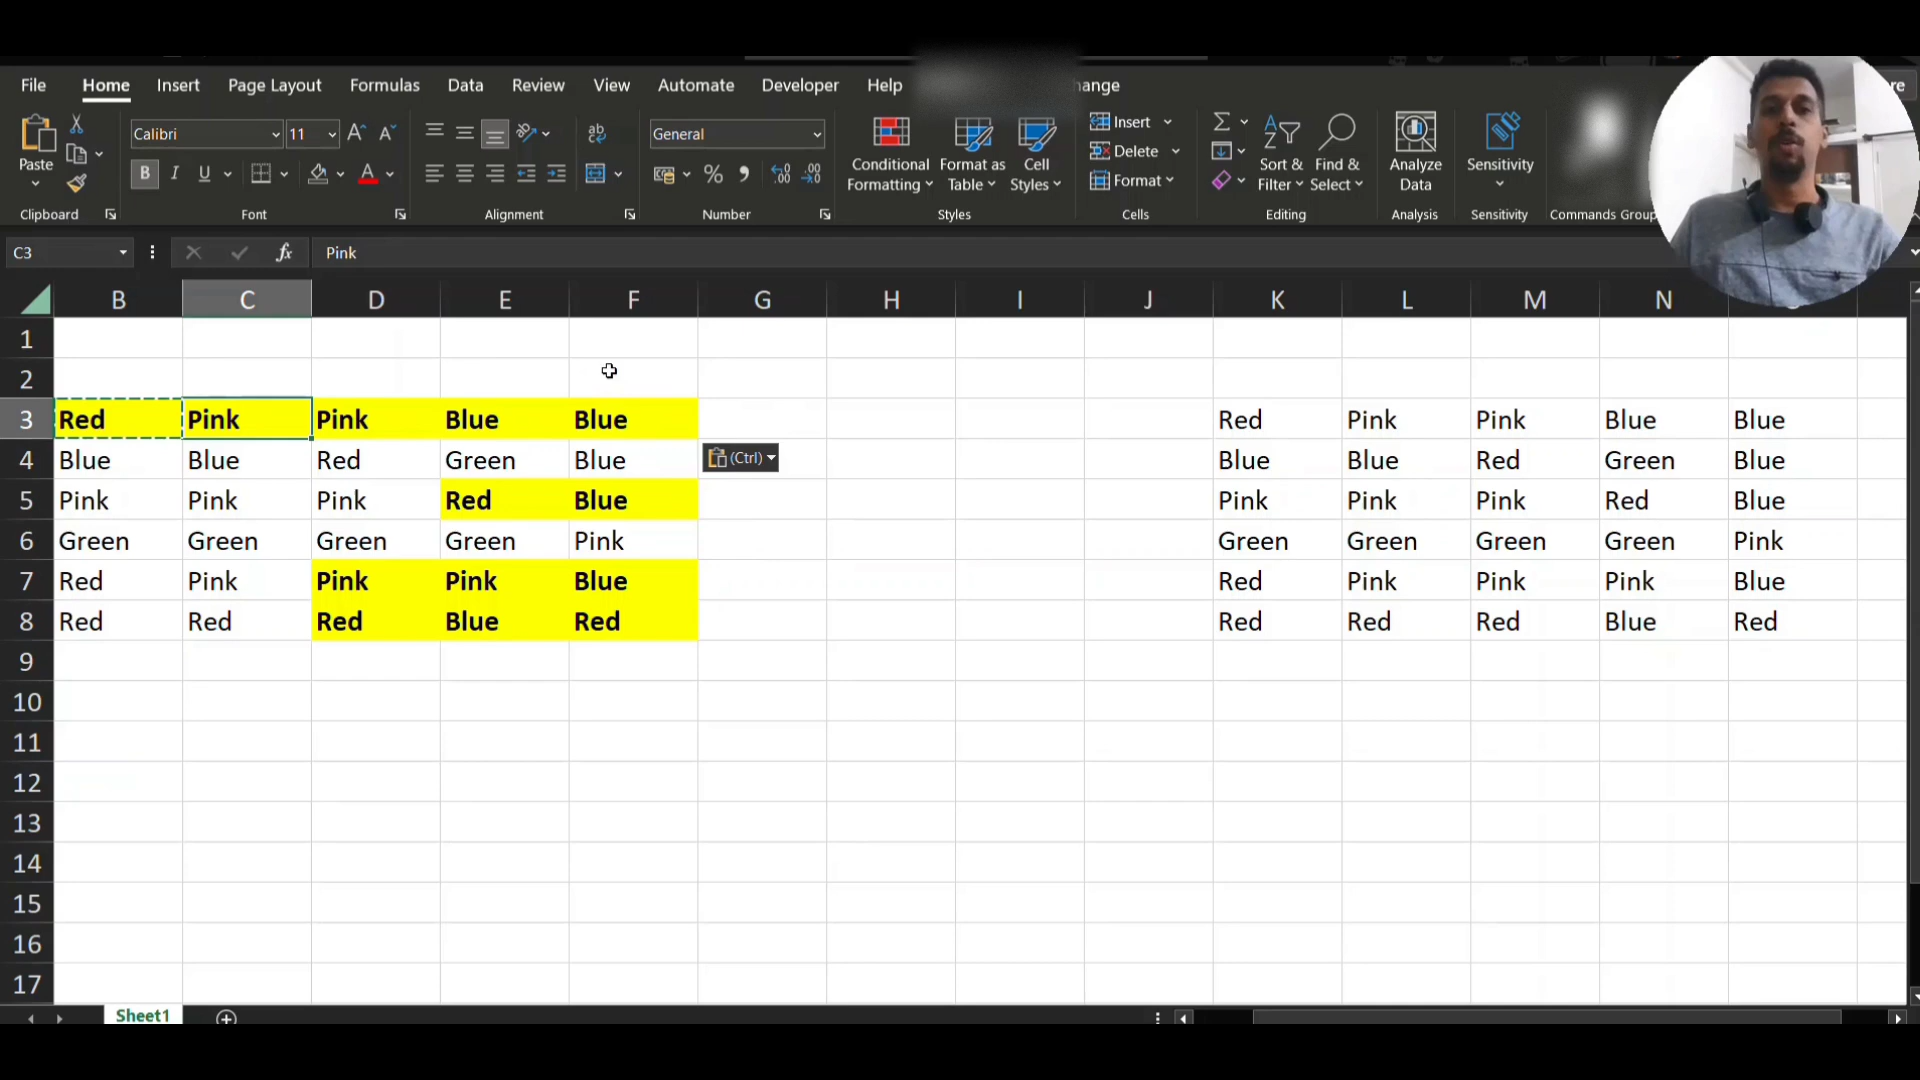 File Home Insert Page Layout Formulas Data Review View Automate Developer Help hange re
Calibri 11 General
Paste Conditional Formatting Format as Table Cell Styles Insert Delete Format Sort & Filter Find & Select Analyze Data Sensitivity
Clipboard Font Alignment Number Styles Cells Editing Analysis Sensitivity Commands Group
C3 fx Pink
B C D E F G H I J K L M N
1
2
3 Red Pink Pink Blue Blue Red Pink Pink Blue Blue
4 Blue Blue Red Green Blue (Ctrl) Blue Blue Red Green Blue
5 Pink Pink Pink Red Blue Pink Pink Pink Red Blue
6 Green Green Green Green Pink Green Green Green Green Pink
7 Red Pink Pink Pink Blue Red Pink Pink Pink Blue
8 Red Red Red Blue Red Red Red Red Blue Red
9
10
11
12
13
14
15
16
17
Sheet1